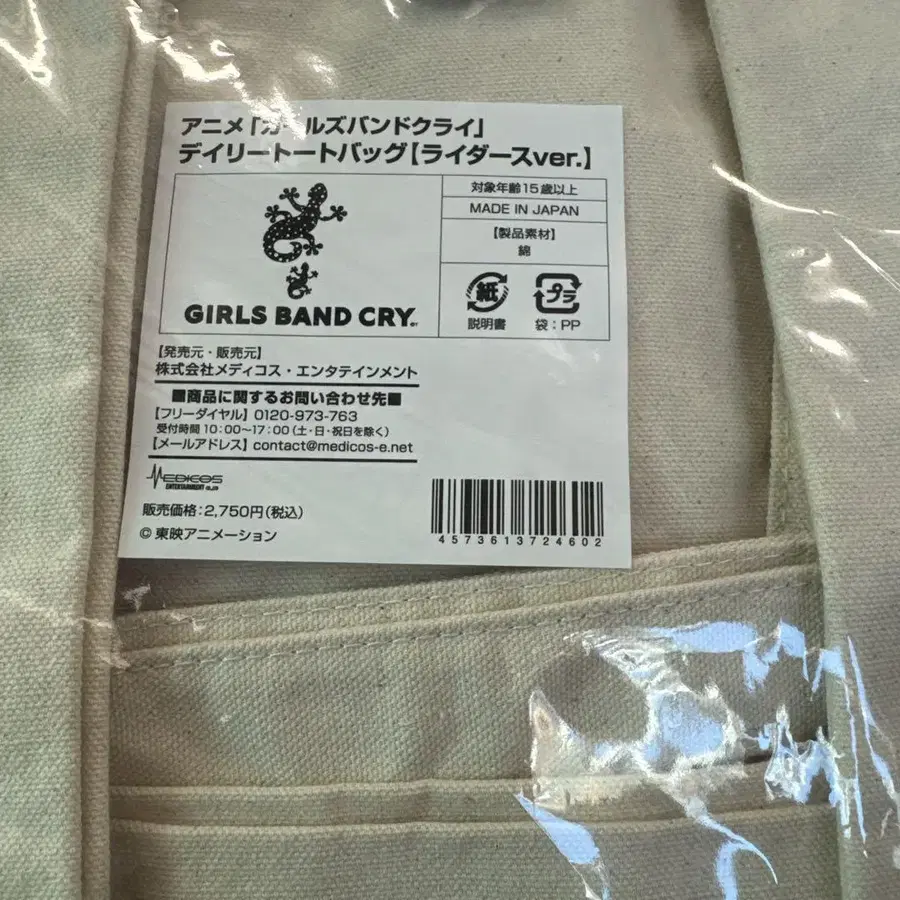 アニメ「ガールズバンドクライ」
デイリートートバッグ【ライダースver.】
GIRLS BAND CRY
対象年齢15歳以上
MADE IN JAPAN
【製品素材】
綿
紙
説明書
プラ
袋：PP
【発売元・販売元】
株式会社メディコス・エンタテインメント
■商品に関するお問い合わせ先■
【フリーダイヤル】0120-973-763
受付時間 10：00〜17：00（土・日・祝日を除く）
【メールアドレス】contact@medicos-e.net
MEDICOS
ENTERTAINMENT CO.,LTD
販売価格：2,750円（税込）
© 東映アニメーション
4573613724602